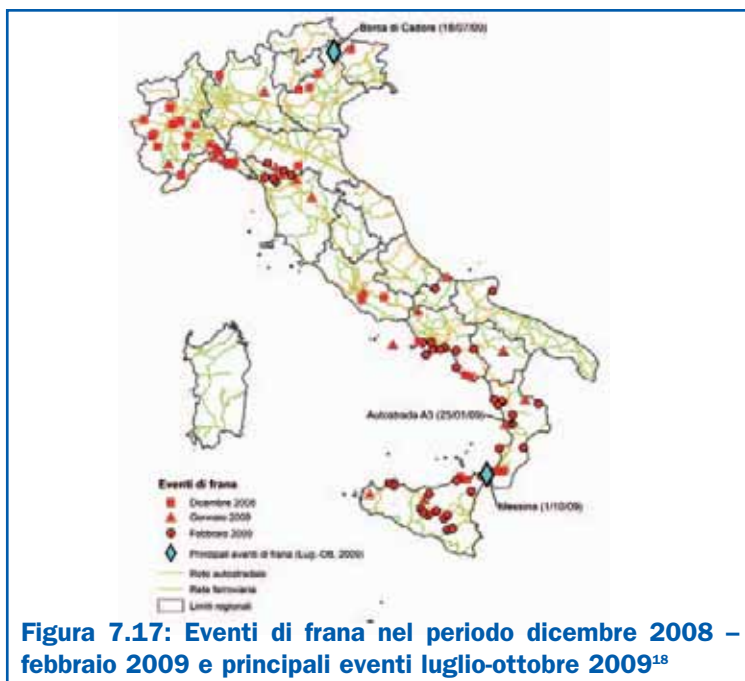 Borca di Cadore (18/07/09)
Autostrada A3 (25/01/09)
Messina (1/10/09)
Eventi di frana
Dicembre 2008
Gennaio 2009
Febbraio 2009
Principali eventi di frana (Lug.-Ott. 2009)
Rete autostradale
Rete ferroviaria
Limiti regionali
Figura 7.17: Eventi di frana nel periodo dicembre 2008 –
febbraio 2009 e principali eventi luglio-ottobre 2009¹⁸